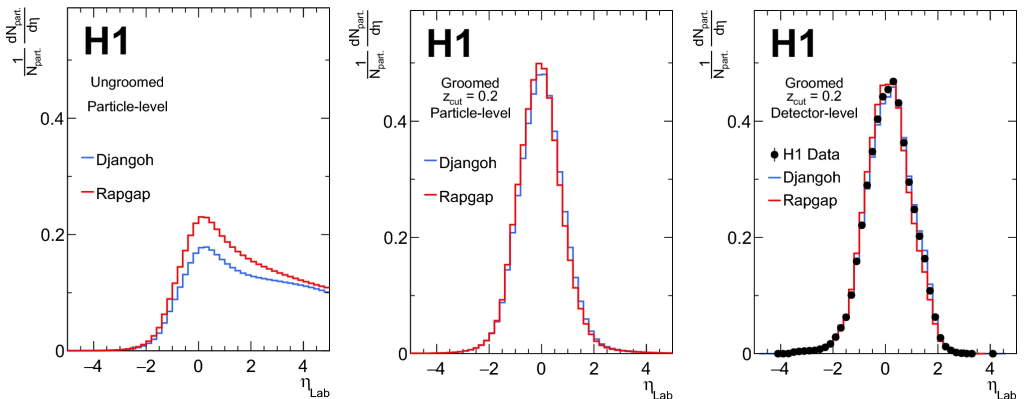 1/N_part. dN_part./dη
H1
Ungroomed
Particle-level
Djangoh
Rapgap
0.4
0.2
0
−4 −2 0 2 4
η_Lab
1/N_part. dN_part./dη
H1
Groomed
z_cut = 0.2
Particle-level
Djangoh
Rapgap
0.4
0.2
0
−4 −2 0 2 4
η_Lab
1/N_part. dN_part./dη
H1
Groomed
z_cut = 0.2
Detector-level
H1 Data
Djangoh
Rapgap
0.4
0.2
0
−4 −2 0 2 4
η_Lab